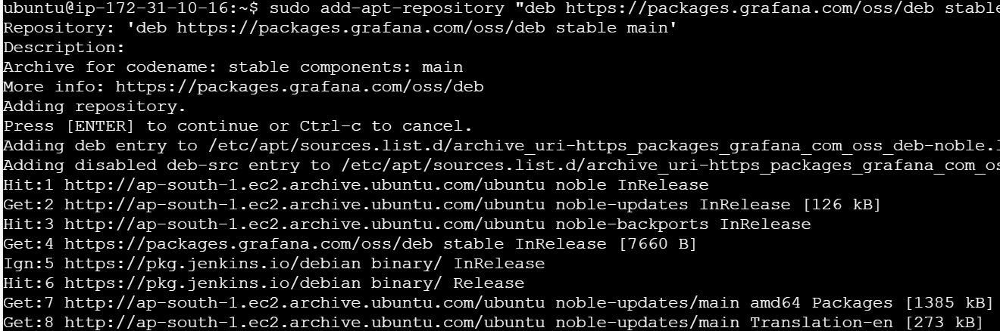 ubuntu@ip-172-31-10-16:~$ sudo add-apt-repository "deb https://packages.grafana.com/oss/deb stable
Repository: 'deb https://packages.grafana.com/oss/deb stable main'
Description:
Archive for codename: stable components: main
More info: https://packages.grafana.com/oss/deb
Adding repository.
Press [ENTER] to continue or Ctrl-c to cancel.
Adding deb entry to /etc/apt/sources.list.d/archive_uri-https_packages_grafana_com_oss_deb-noble.l
Adding disabled deb-src entry to /etc/apt/sources.list.d/archive_uri-https_packages_grafana_com_os
Hit:1 http://ap-south-1.ec2.archive.ubuntu.com/ubuntu noble InRelease
Get:2 http://ap-south-1.ec2.archive.ubuntu.com/ubuntu noble-updates InRelease [126 kB]
Hit:3 http://ap-south-1.ec2.archive.ubuntu.com/ubuntu noble-backports InRelease
Get:4 https://packages.grafana.com/oss/deb stable InRelease [7660 B]
Ign:5 https://pkg.jenkins.io/debian binary/ InRelease
Hit:6 https://pkg.jenkins.io/debian binary/ Release
Get:7 http://ap-south-1.ec2.archive.ubuntu.com/ubuntu noble-updates/main amd64 Packages [1385 kB]
Get:8 http://ap-south-1.ec2.archive.ubuntu.com/ubuntu noble-updates/main Translation-en [273 kB]